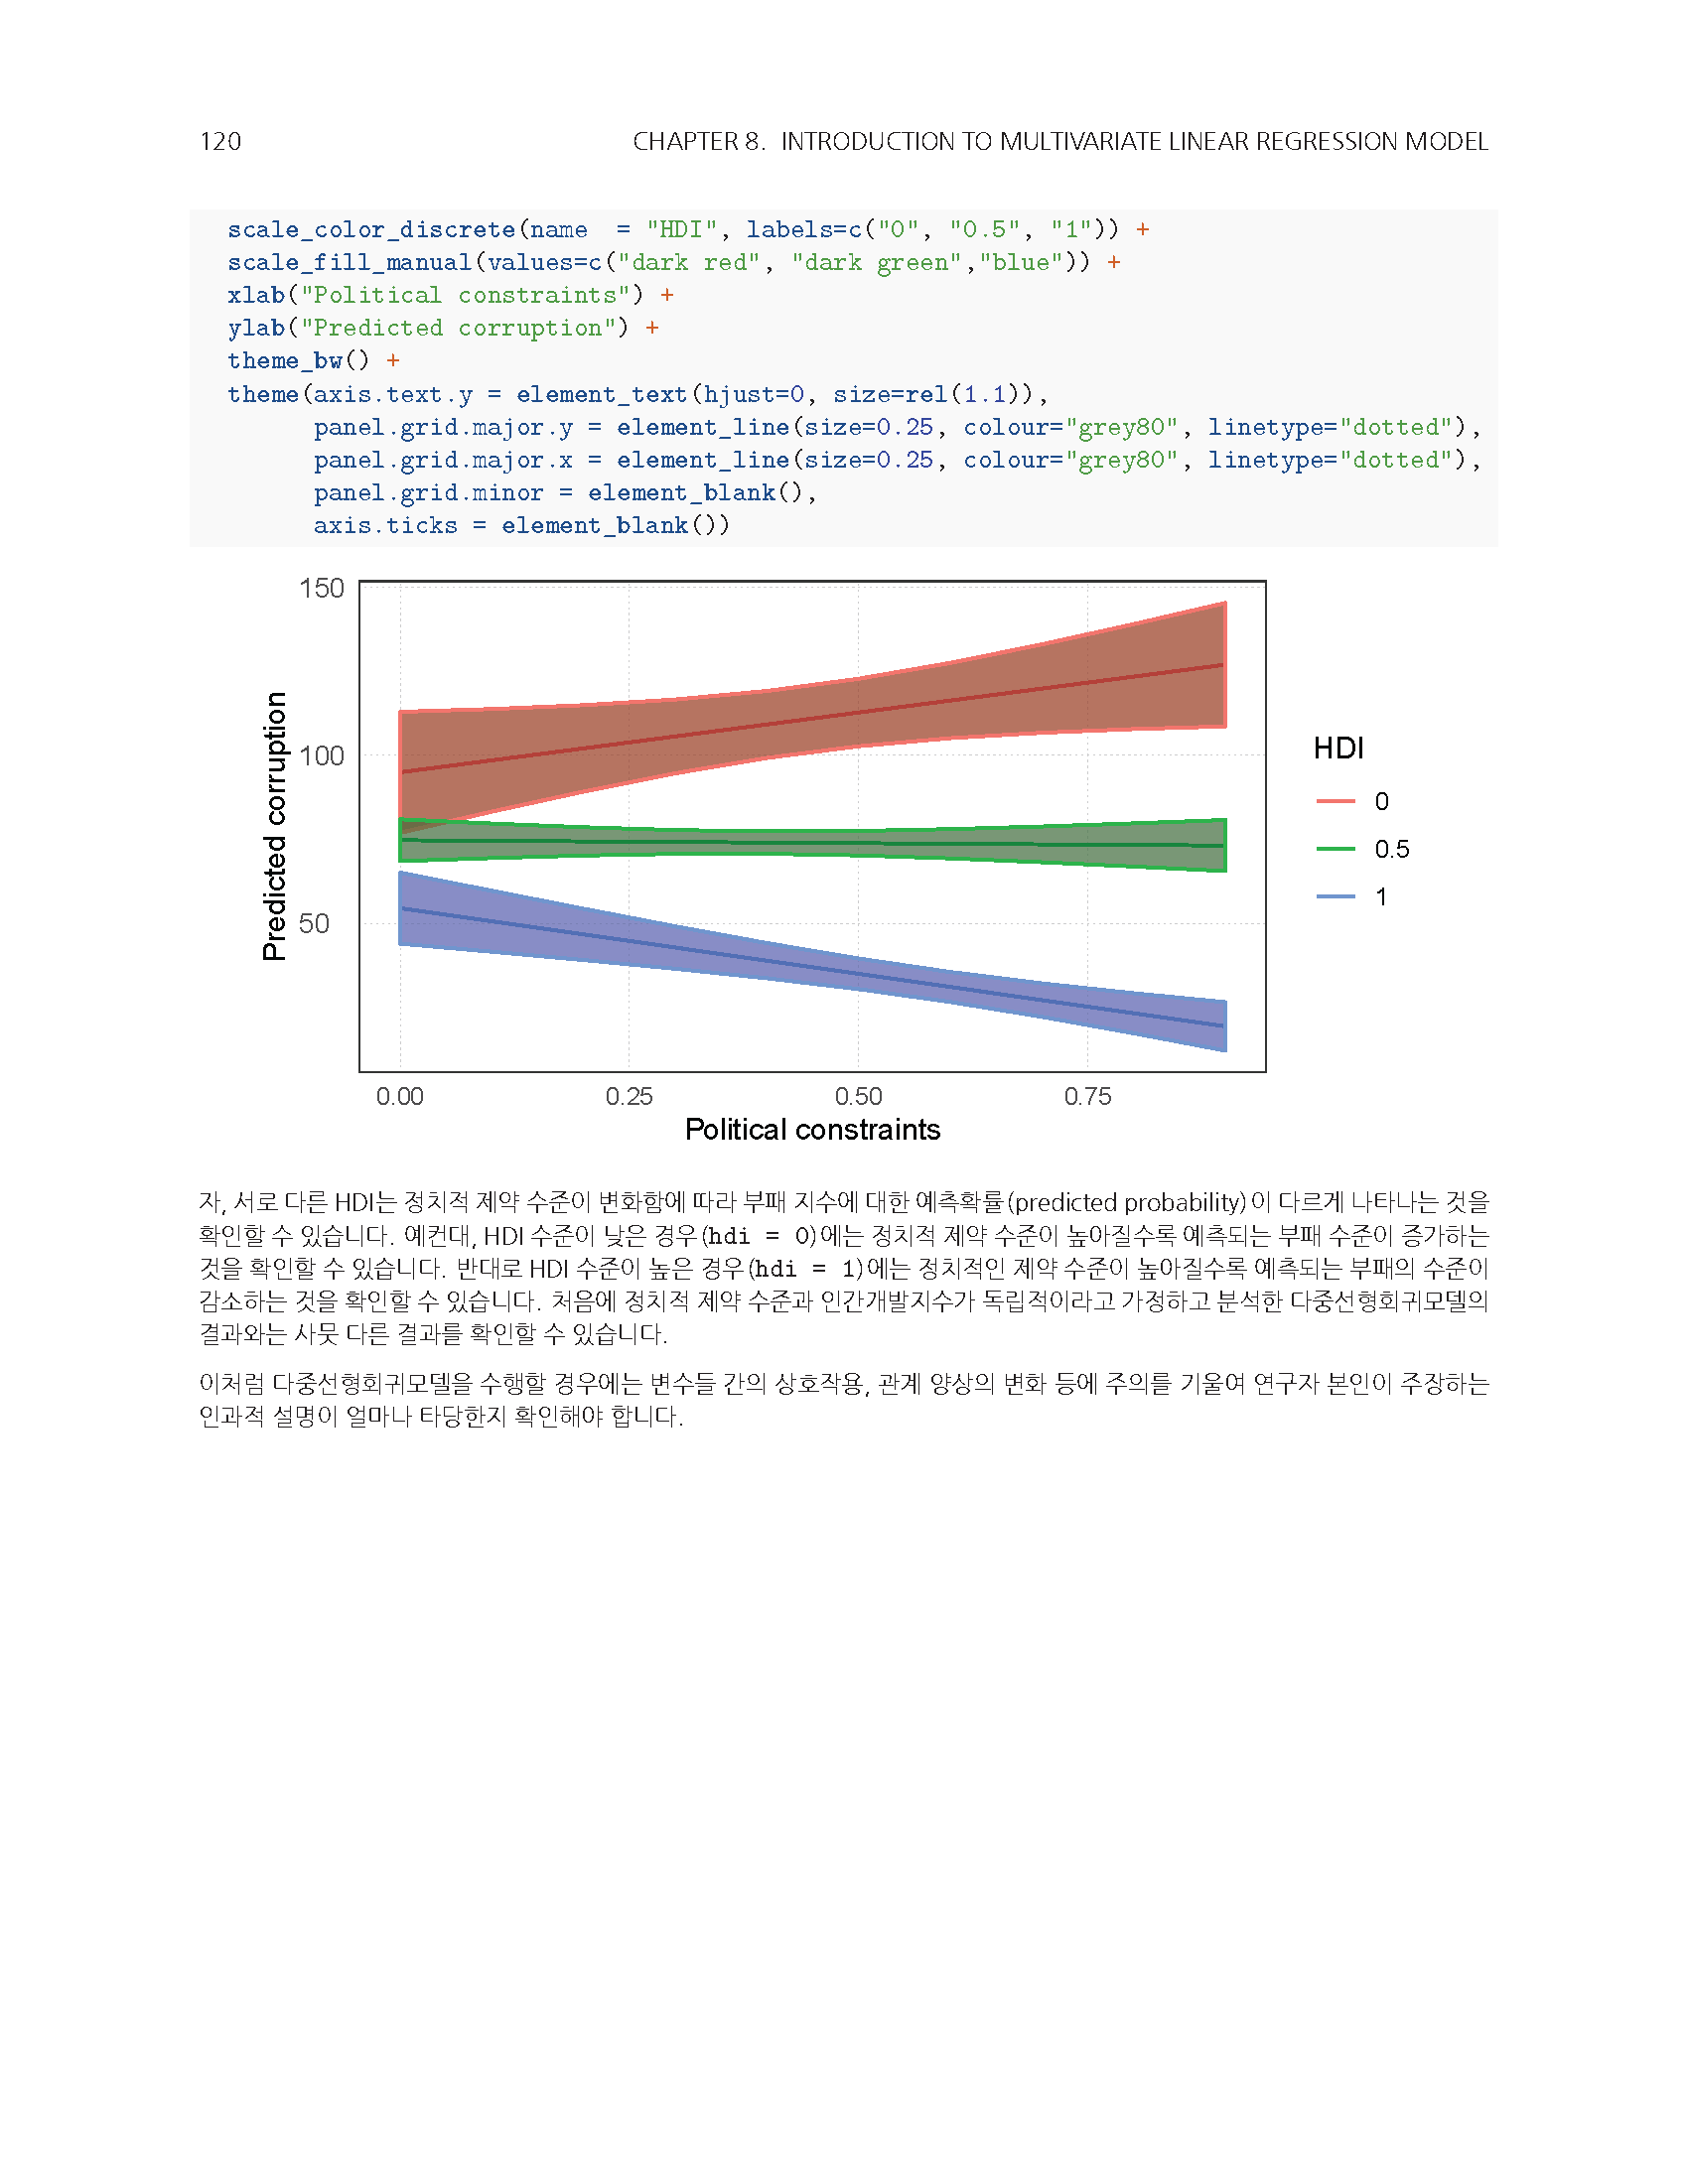 120 CHAPTER 8. INTRODUCTION TO MULTIVARIATE LINEAR REGRESSION MODEL
scale_color_discrete(name  = "HDI", labels=c("0", "0.5", "1")) +
scale_fill_manual(values=c("dark red", "dark green","blue")) +
xlab("Political constraints") +
ylab("Predicted corruption") +
theme_bw() +
theme(axis.text.y = element_text(hjust=0, size=rel(1.1)),
panel.grid.major.y = element_line(size=0.25, colour="grey80", linetype="dotted"),
panel.grid.major.x = element_line(size=0.25, colour="grey80", linetype="dotted"),
panel.grid.minor = element_blank(),
axis.ticks = element_blank())
150
100
50
Predicted corruption
0.00 0.25 0.50 0.75
Political constraints
HDI
0
0.5
1
자, 서로 다른 HDI는 정치적 제약 수준이 변화함에 따라 부패 지수에 대한 예측확률(predicted probability)이 다르게 나타나는 것을
확인할 수 있습니다. 예컨대, HDI 수준이 낮은 경우(hdi = 0)에는 정치적 제약 수준이 높아질수록 예측되는 부패 수준이 증가하는
것을 확인할 수 있습니다. 반대로 HDI 수준이 높은 경우(hdi = 1)에는 정치적인 제약 수준이 높아질수록 예측되는 부패의 수준이
감소하는 것을 확인할 수 있습니다. 처음에 정치적 제약 수준과 인간개발지수가 독립적이라고 가정하고 분석한 다중선형회귀모델의
결과와는 사뭇 다른 결과를 확인할 수 있습니다.
이처럼 다중선형회귀모델을 수행할 경우에는 변수들 간의 상호작용, 관계 양상의 변화 등에 주의를 기울여 연구자 본인이 주장하는
인과적 설명이 얼마나 타당한지 확인해야 합니다.